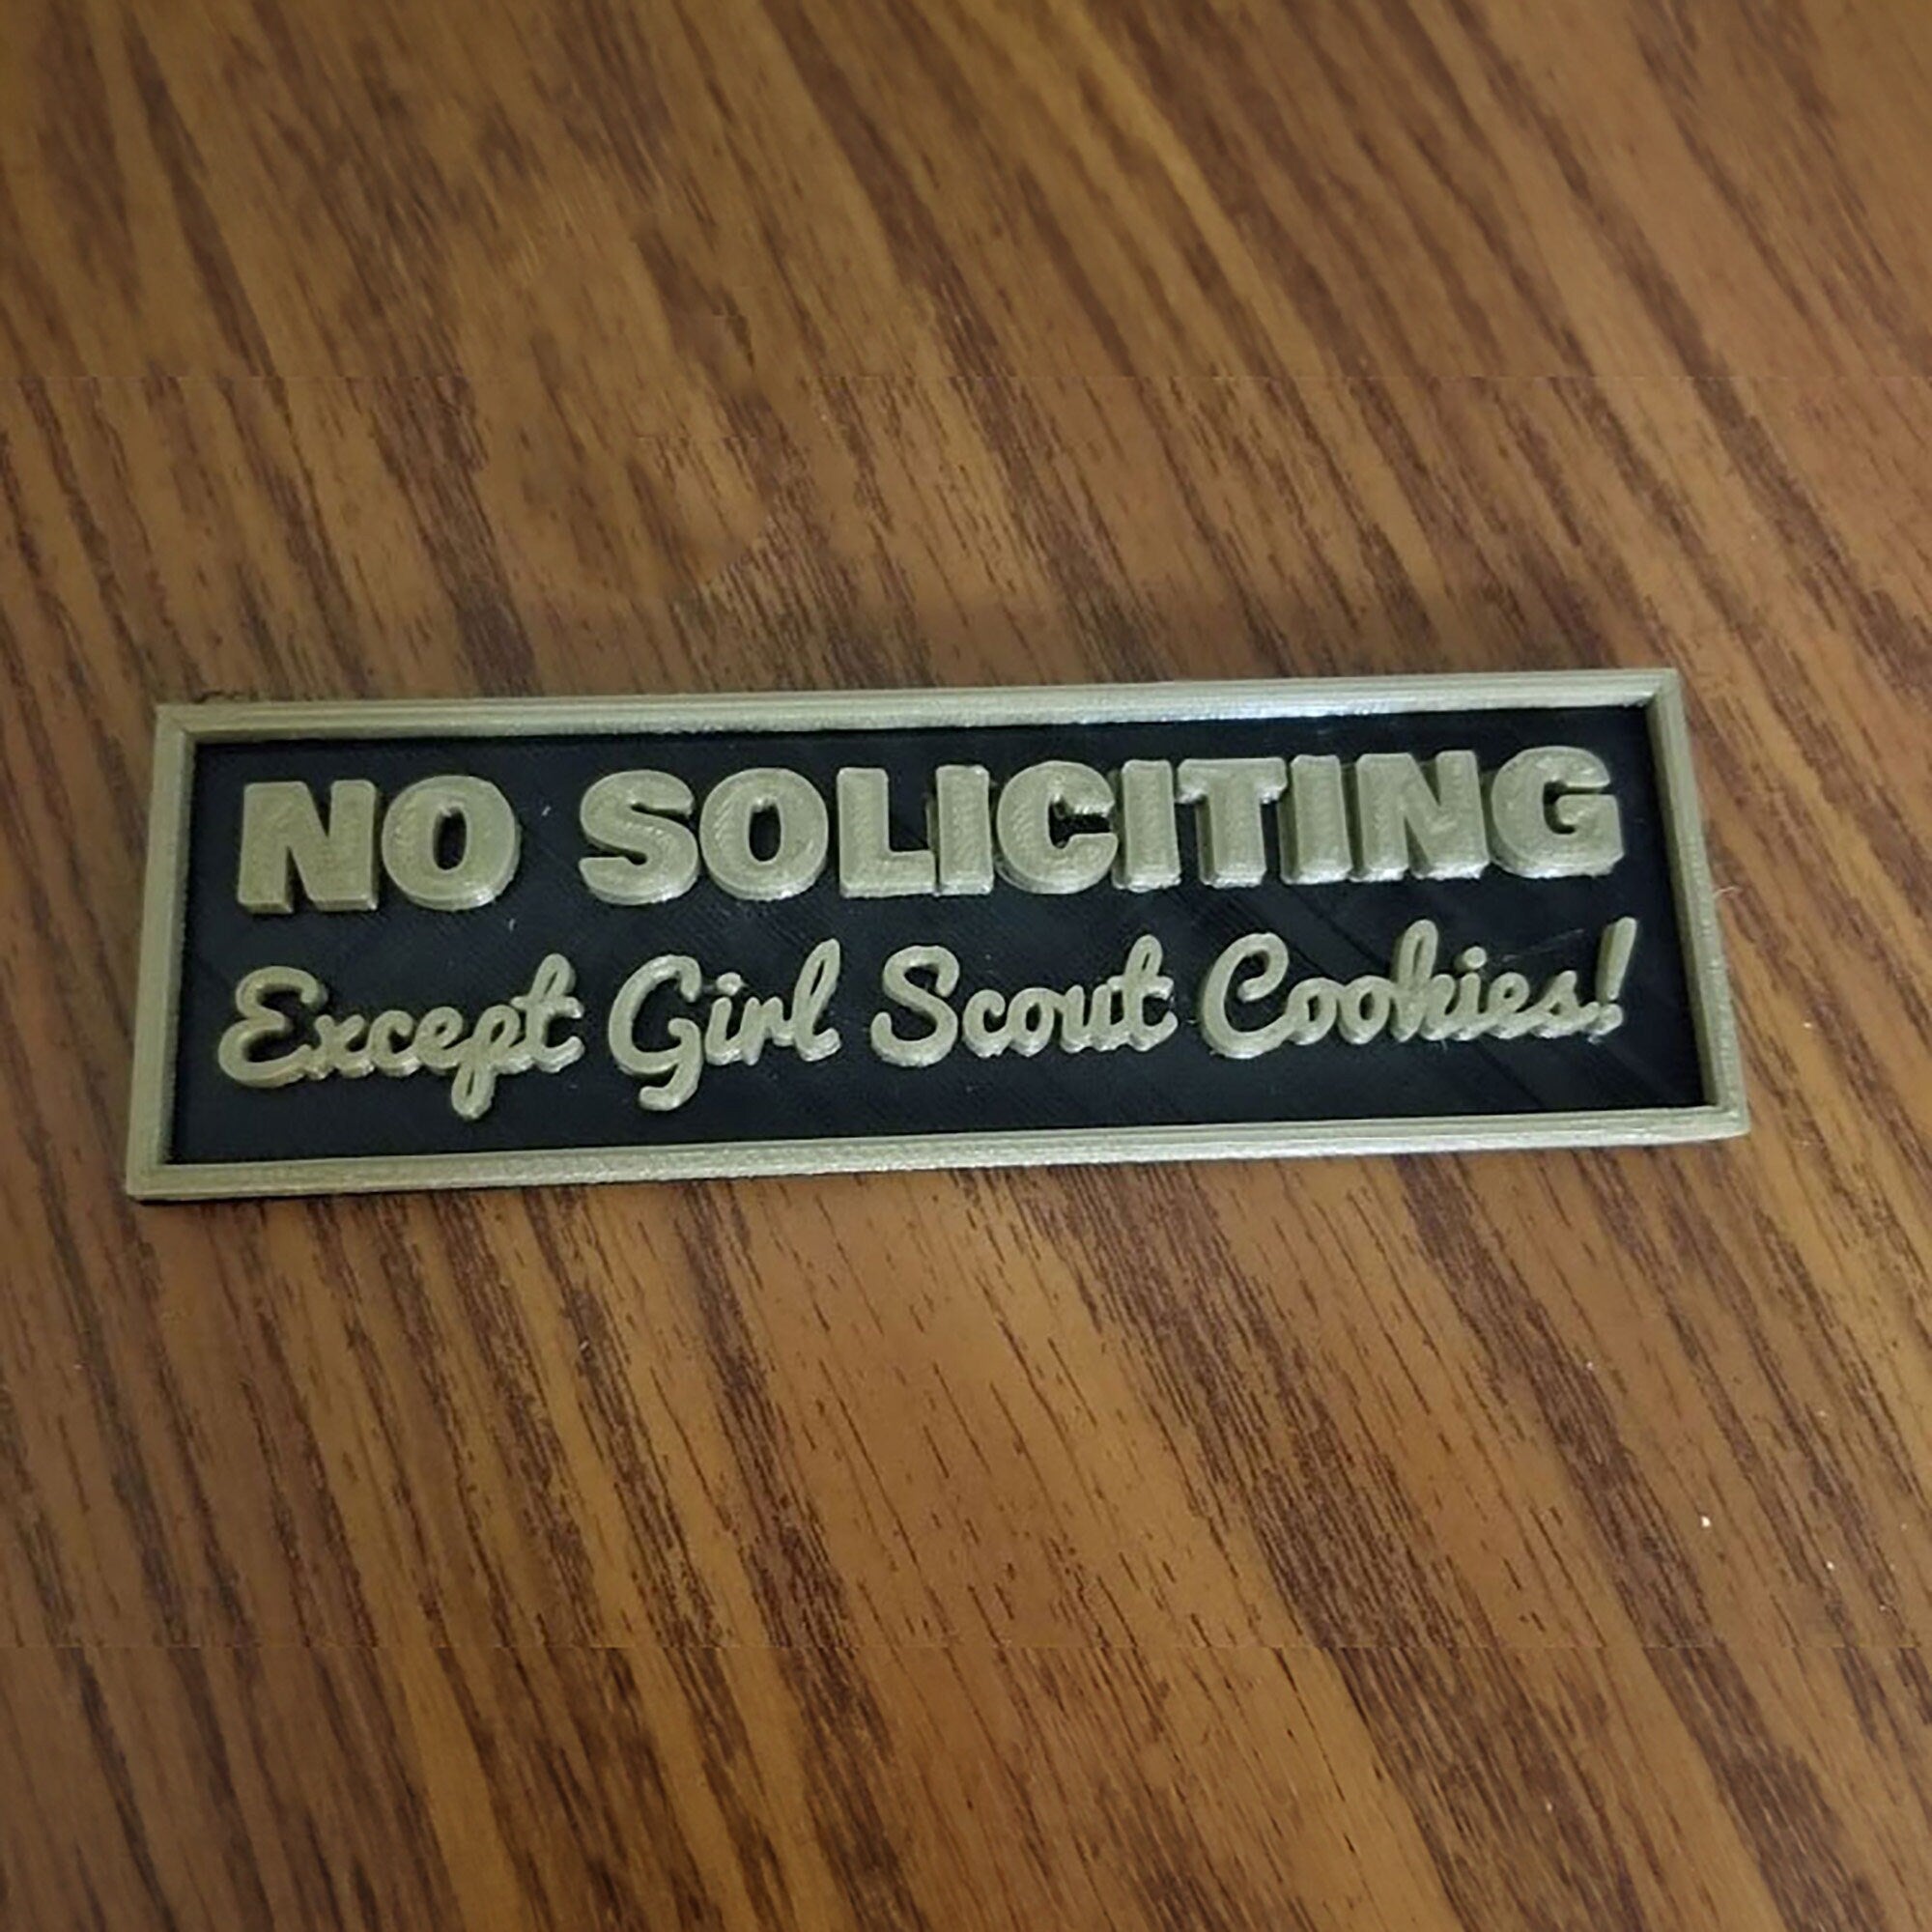 NO SOLICITING
Except Girl Scout Cookies!